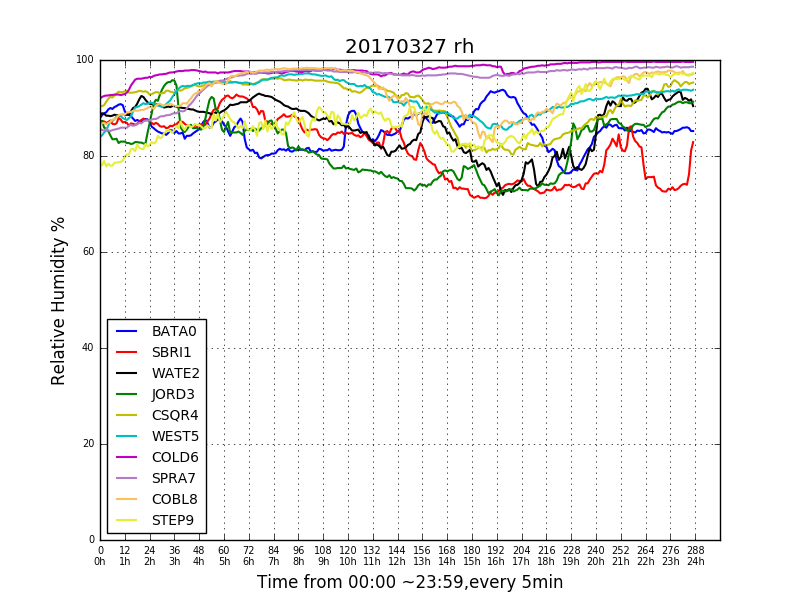 20170327 rh
Relative Humidity %
100
80
60
40
20
0
BATA0
SBRI1
WATE2
JORD3
CSQR4
WEST5
COLD6
SPRA7
COBL8
STEP9
0 12 24 36 48 60 72 84 96 108 120 132 144 156 168 180 192 204 216 228 240 252 264 276 288
0h 1h 2h 3h 4h 5h 6h 7h 8h 9h 10h 11h 12h 13h 14h 15h 16h 17h 18h 19h 20h 21h 22h 23h 24h
Time from 00:00 ~23:59,every 5min